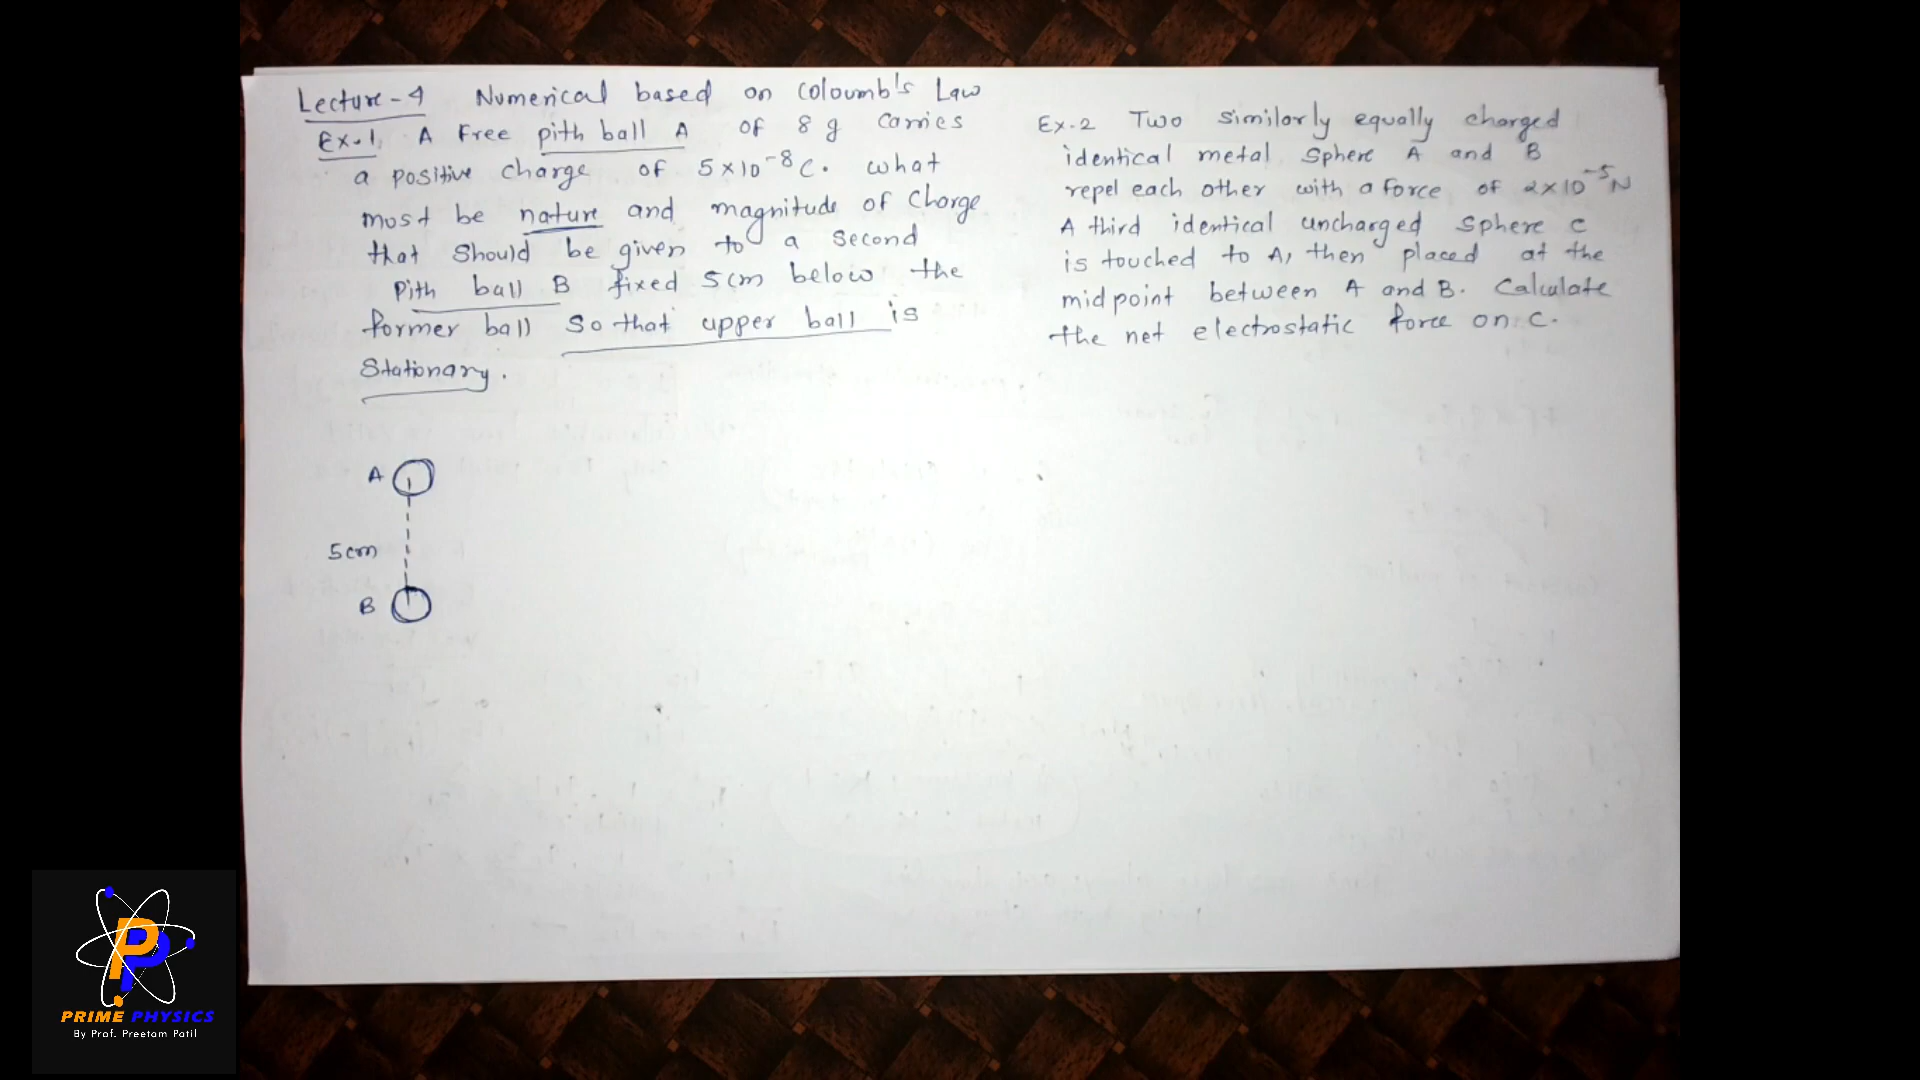 Lecture-4 Numerical based on Coloumb's Law
Ex.1, A Free pith ball A of 8 g Carries
a positive charge of 5×10⁻⁸C. what
must be nature and magnitude of Charge
that should be given to a second
Pith ball B fixed 5cm below the
former ball So that upper ball is
Stationary.
A
5cm
B
Ex.2 Two similarly equally charged
identical metal sphere A and B
repel each other with a force of 2×10⁻⁵N
A third identical uncharged sphere C
is touched to A, then placed at the
midpoint between A and B. Calculate
the net electrostatic force on C.
PRIME PHYSICS
By Prof. Preetam Patil